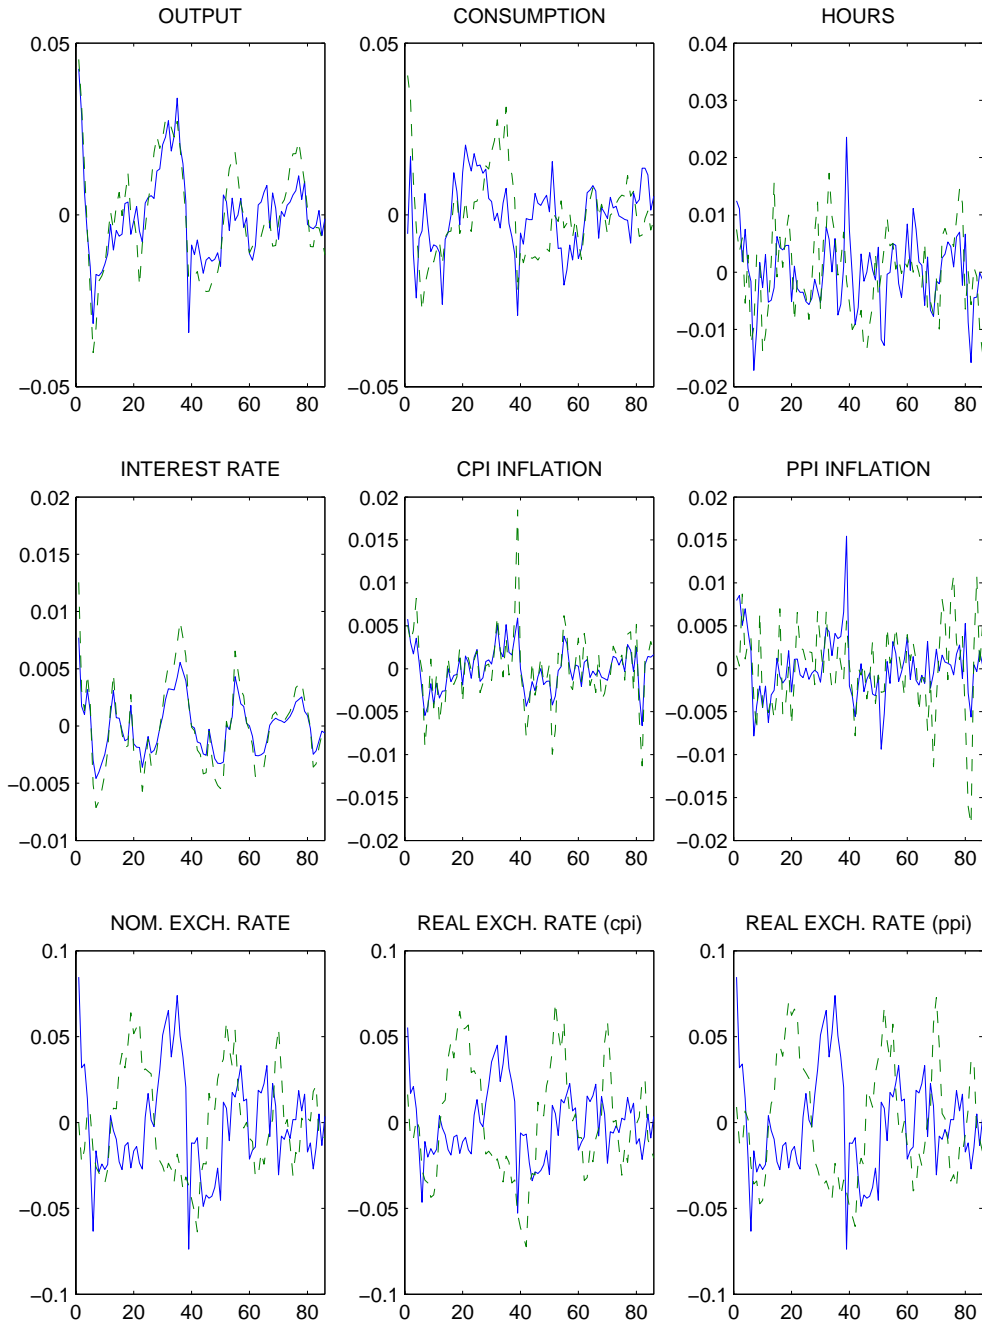 OUTPUT
CONSUMPTION
HOURS
0.05
0
−0.05
0 20 40 60 80
0.05
0
−0.05
0 20 40 60 80
0.04
0.03
0.02
0.01
0
−0.01
−0.02
0 20 40 60 80
INTEREST RATE
CPI INFLATION
PPI INFLATION
0.02
0.015
0.01
0.005
0
−0.005
−0.01
0 20 40 60 80
0.02
0.015
0.01
0.005
0
−0.005
−0.01
−0.015
−0.02
0 20 40 60 80
0.02
0.015
0.01
0.005
0
−0.005
−0.01
−0.015
−0.02
0 20 40 60 80
NOM. EXCH. RATE
REAL EXCH. RATE (cpi)
REAL EXCH. RATE (ppi)
0.1
0.05
0
−0.05
−0.1
0 20 40 60 80
0.1
0.05
0
−0.05
−0.1
0 20 40 60 80
0.1
0.05
0
−0.05
−0.1
0 20 40 60 80